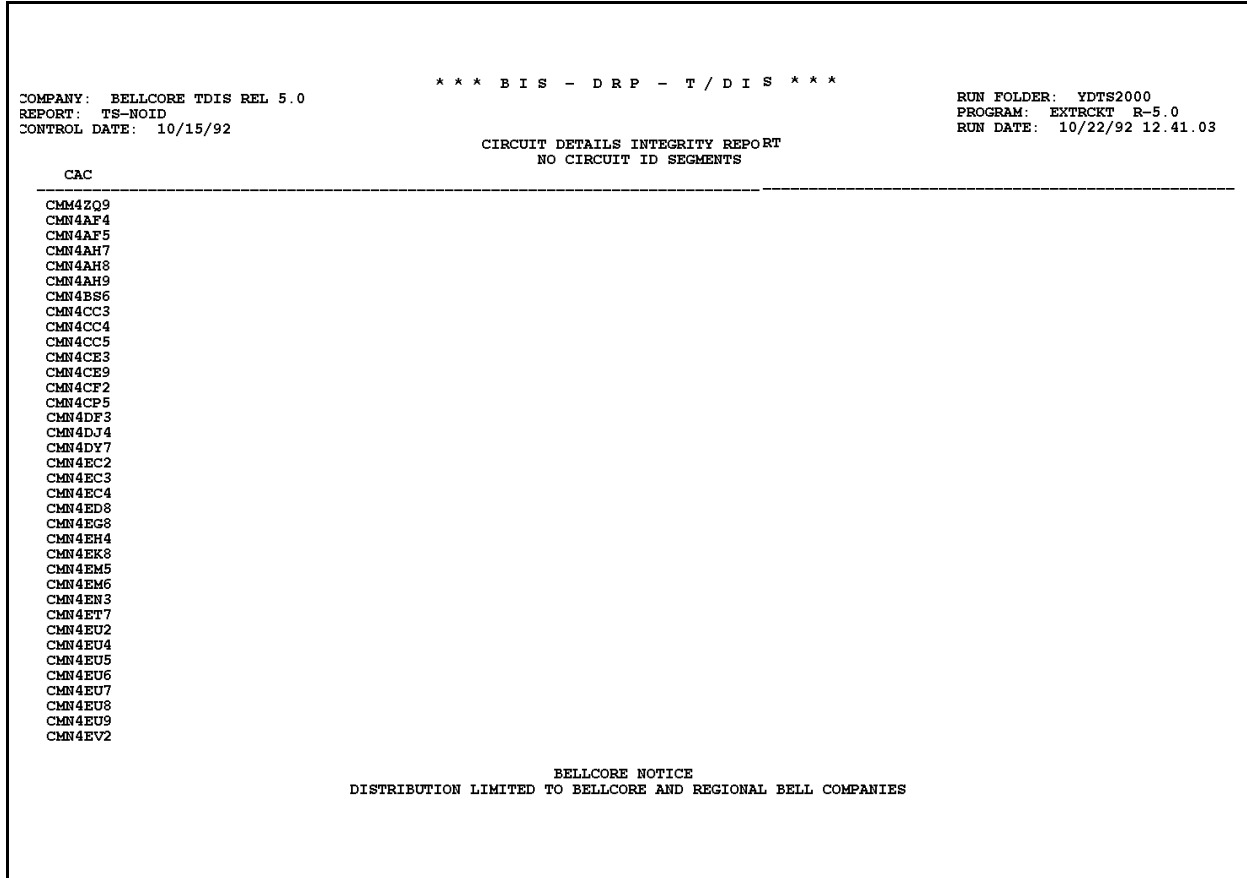 * * * B I S - D R P - T / D I S * * *
COMPANY: BELLCORE TDIS REL 5.0
RUN FOLDER: YDTS2000
REPORT: TS-NOID
PROGRAM: EXTRCKT R-5.0
CONTROL DATE: 10/15/92
RUN DATE: 10/22/92 12.41.03
CIRCUIT DETAILS INTEGRITY REPORT
NO CIRCUIT ID SEGMENTS
CAC
CMM4ZQ9
CMN4AF4
CMN4AF5
CMN4AH7
CMN4AH8
CMN4AH9
CMN4BS6
CMN4CC3
CMN4CC4
CMN4CC5
CMN4CE3
CMN4CE9
CMN4CF2
CMN4CP5
CMN4DF3
CMN4DJ4
CMN4DY7
CMN4EC2
CMN4EC3
CMN4EC4
CMN4ED8
CMN4EG8
CMN4EH4
CMN4EK8
CMN4EM5
CMN4EM6
CMN4EN3
CMN4ET7
CMN4EU2
CMN4EU4
CMN4EU5
CMN4EU6
CMN4EU7
CMN4EU8
CMN4EU9
CMN4EV2
BELLCORE NOTICE
DISTRIBUTION LIMITED TO BELLCORE AND REGIONAL BELL COMPANIES